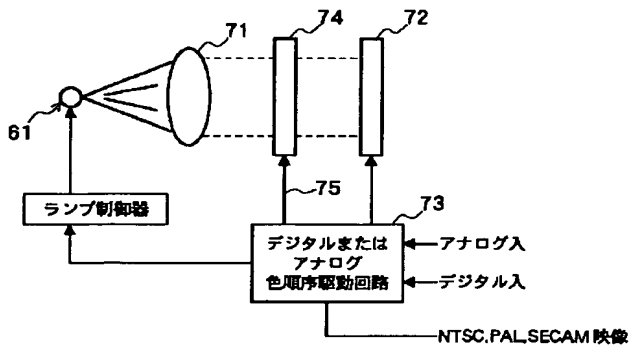 71
74
72
61
75
73
ランプ制御器
デジタルまたは
アナログ
色順序駆動回路
アナログ入
デジタル入
NTSC,PAL,SECAM 映像